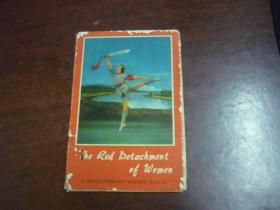 The Red Detachment
of Women
A REVOLUTIONARY MODERN BALLET